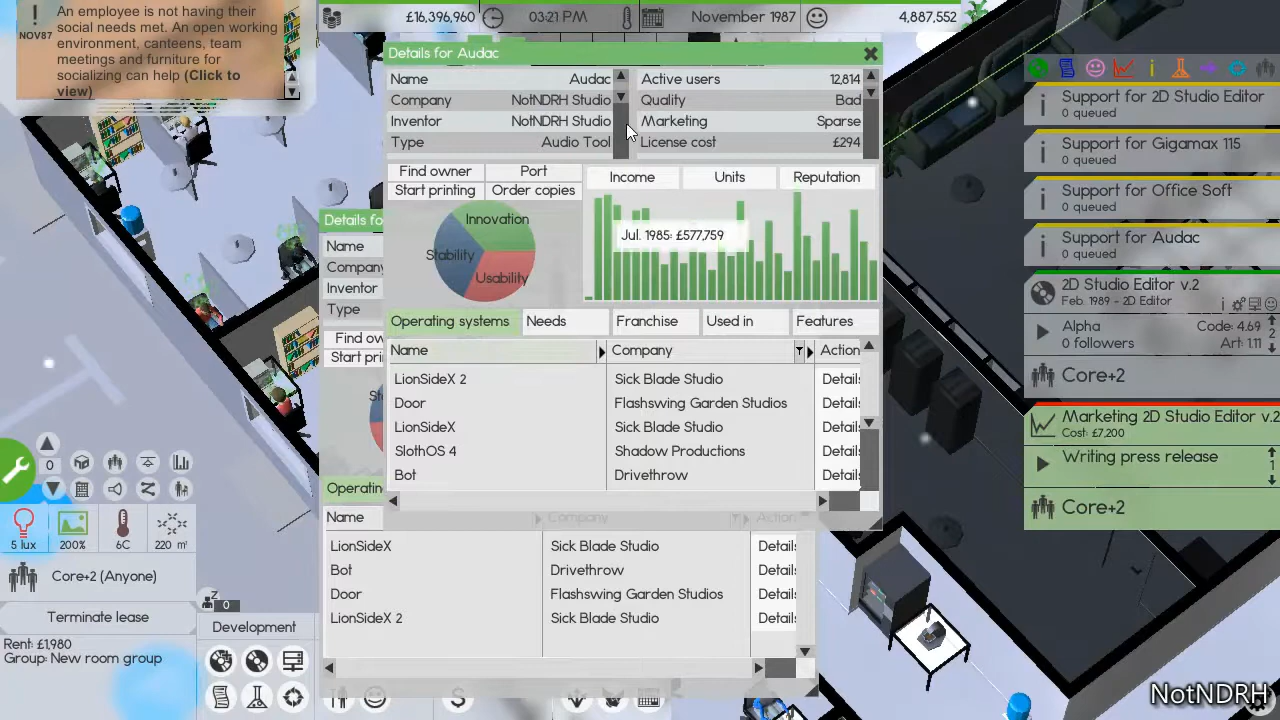 An employee is not having their
social needs met. An open working
environment, canteens, team
meetings and furniture for
socializing can help (Click to
view)
NOV87
£16,396,960
03:21 PM
November 1987
4,887,552
Details for Audac
Name Audac
Company NotNDRH Studio
Inventor NotNDRH Studio
Type Audio Tool
Active users 12,814
Quality Bad
Marketing Sparse
License cost £294
Find owner Port
Start printing Order copies
Income Units Reputation
Innovation
Stability
Usability
Jul. 1985: £577,759
Operating systems Needs Franchise Used in Features
Name Company Action
LionSideX 2 Sick Blade Studio Details
Door Flashswing Garden Studios Details
LionSideX Sick Blade Studio Details
SlothOS 4 Shadow Productions Details
Bot Drivethrow Details
Details fo
Name
Company
Inventor
Type
Find ow
Start prin
St
Operatin
Name Company Action
LionSideX Sick Blade Studio Details
Bot Drivethrow Details
Door Flashswing Garden Studios Details
LionSideX 2 Sick Blade Studio Details
Support for 2D Studio Editor
0 queued
Support for Gigamax 115
0 queued
Support for Office Soft
0 queued
Support for Audac
0 queued
2D Studio Editor v.2
Feb. 1989 - 2D Editor
Alpha Code: 4.69
0 followers Art: 1.11
2
Core+2
Marketing 2D Studio Editor v.2
Cost: £7,200
Writing press release
1
Core+2
0
5 lux
200%
6C
220 m²
Core+2 (Anyone)
Terminate lease
Rent: £1,980
Group: New room group
0
Development
NotNDRH